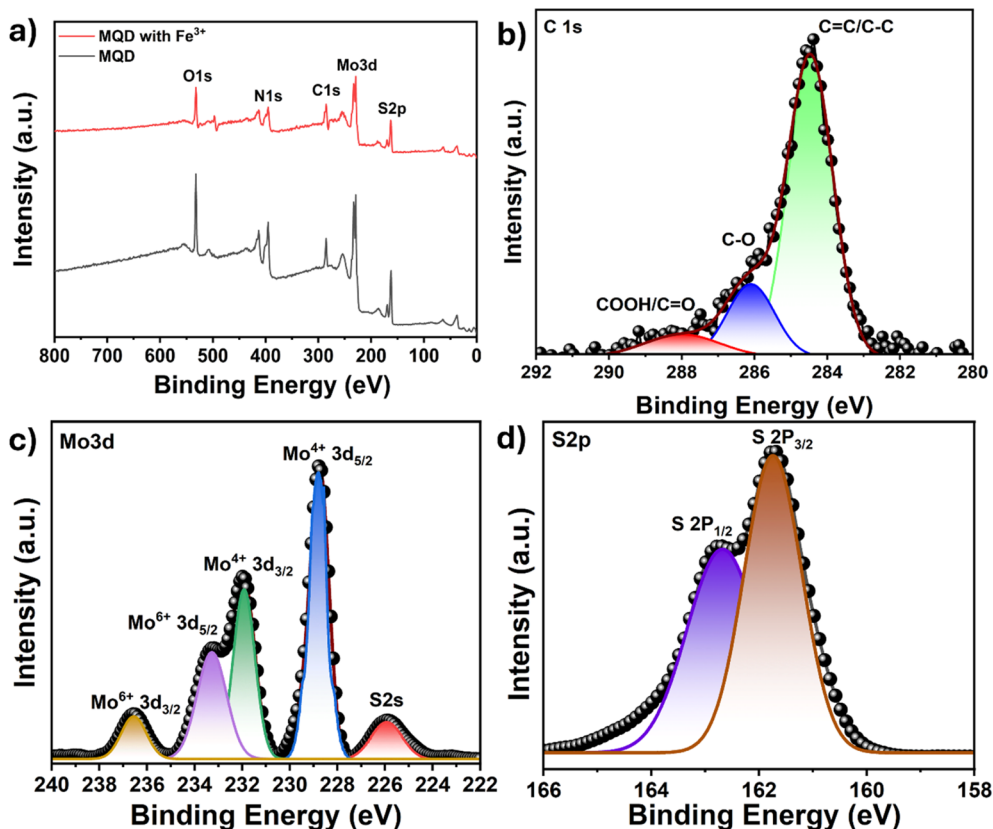 a)
MQD with Fe³⁺
MQD
O1s
N1s
C1s
Mo3d
S2p
Intensity (a.u.)
800 700 600 500 400 300 200 100 0
Binding Energy (eV)
b)
C 1s
C=C/C-C
C-O
COOH/C=O
Intensity (a.u.)
292 290 288 286 284 282 280
Binding Energy (eV)
c)
Mo3d
Mo⁴⁺ 3d₅/₂
Mo⁴⁺ 3d₃/₂
Mo⁶⁺ 3d₅/₂
Mo⁶⁺ 3d₃/₂
S2s
Intensity (a.u.)
240 238 236 234 232 230 228 226 224 222
Binding Energy (eV)
d)
S2p
S 2P₃/₂
S 2P₁/₂
Intensity (a.u.)
166 164 162 160 158
Binding Energy (eV)